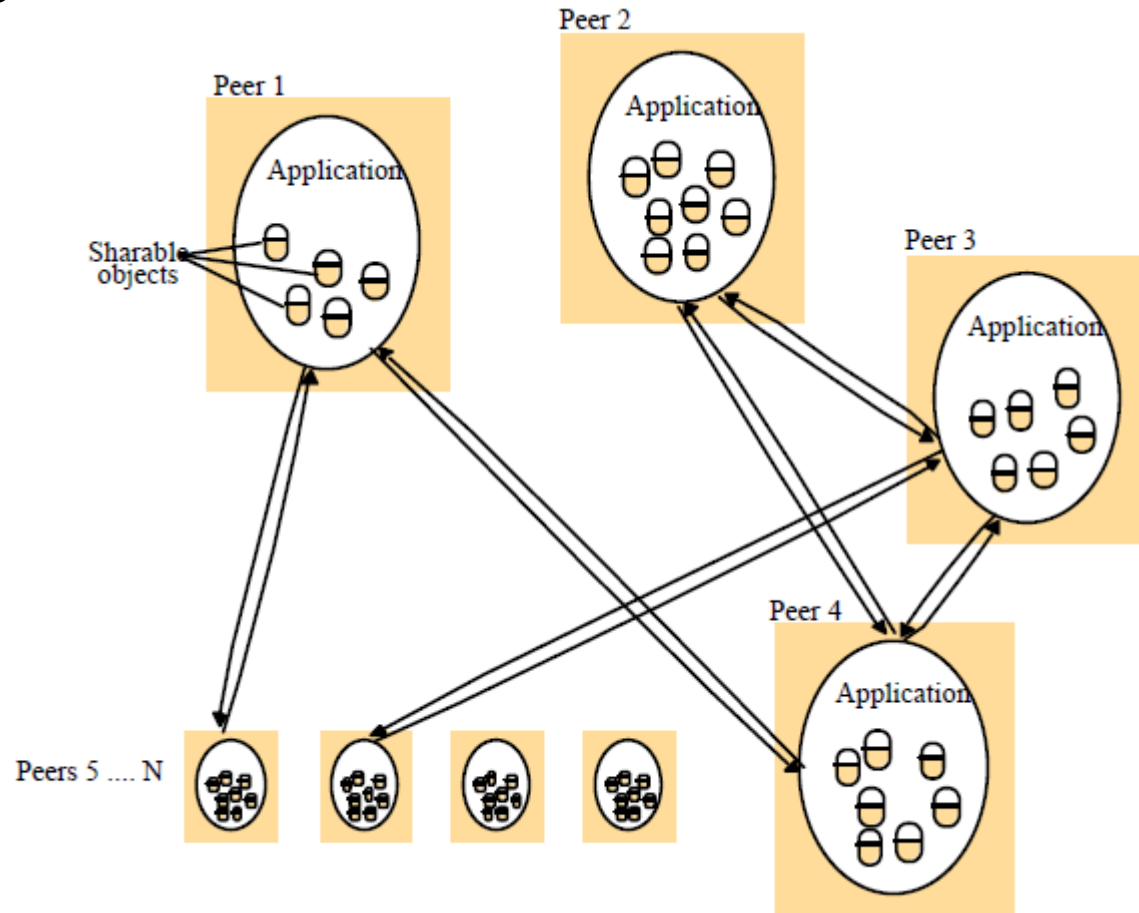 Peer 2
Peer 1
Application
Application
Sharable
objects
Peer 3
Application
Peer 4
Application
Peers 5 .... N